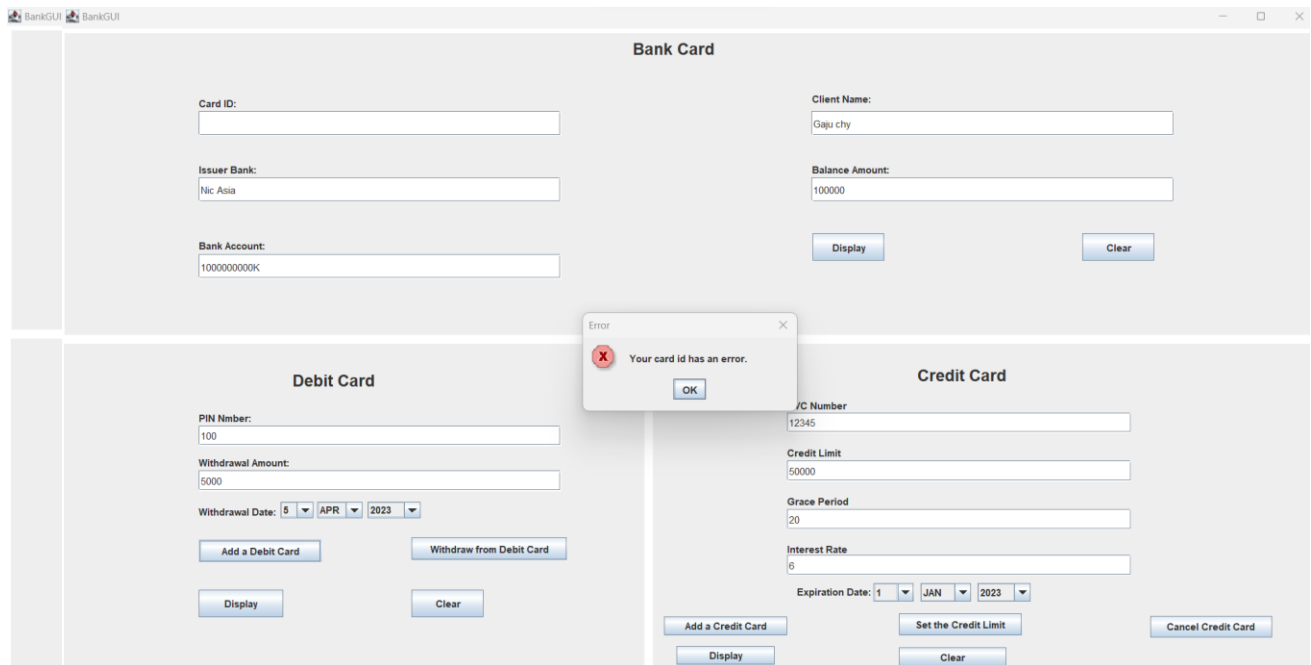 BankGUI BankGUI
Bank Card
Card ID:
Client Name:
Gaju chy
Issuer Bank:
Nic Asia
Balance Amount:
100000
Bank Account:
1000000000K
Display
Clear
Error
X
Your card id has an error.
OK
Debit Card
PIN Nmber:
100
Withdrawal Amount:
5000
Withdrawal Date: 5 APR 2023
Add a Debit Card
Withdraw from Debit Card
Display
Clear
Credit Card
VC Number
12345
Credit Limit
50000
Grace Period
20
Interest Rate
6
Expiration Date: 1 JAN 2023
Add a Credit Card
Set the Credit Limit
Cancel Credit Card
Display
Clear